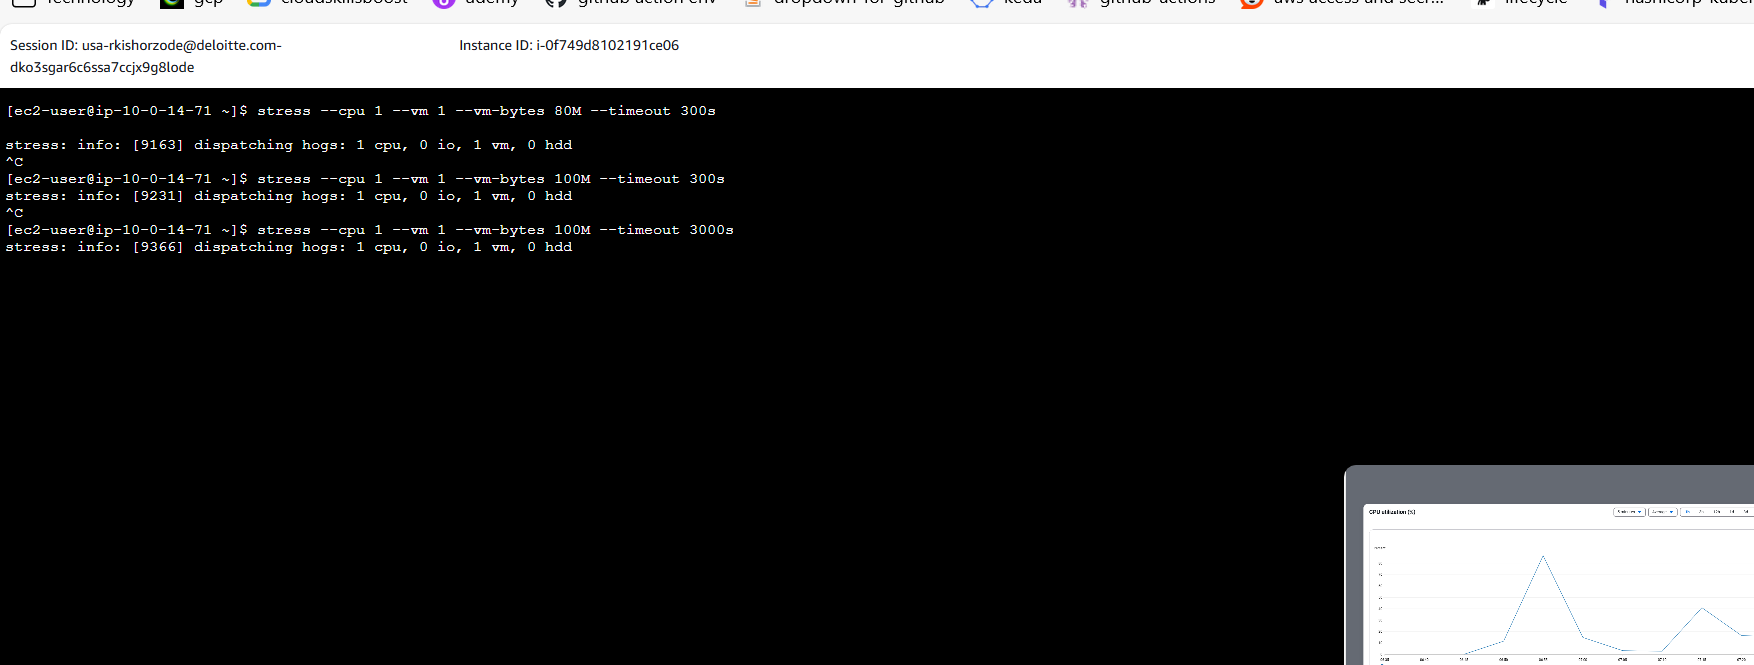 Technology gcp cloudskillsboost udemy github action env dropdown for github keda github-actions aws access and secr... lifecycle hashicorp-kuber
Session ID: usa-rkishorzode@deloitte.com-
dko3sgar6c6ssa7ccjx9g8lode
Instance ID: i-0f749d8102191ce06
[ec2-user@ip-10-0-14-71 ~]$ stress --cpu 1 --vm 1 --vm-bytes 80M --timeout 300s
stress: info: [9163] dispatching hogs: 1 cpu, 0 io, 1 vm, 0 hdd
^C
[ec2-user@ip-10-0-14-71 ~]$ stress --cpu 1 --vm 1 --vm-bytes 100M --timeout 300s
stress: info: [9231] dispatching hogs: 1 cpu, 0 io, 1 vm, 0 hdd
^C
[ec2-user@ip-10-0-14-71 ~]$ stress --cpu 1 --vm 1 --vm-bytes 100M --timeout 3000s
stress: info: [9366] dispatching hogs: 1 cpu, 0 io, 1 vm, 0 hdd
CPU utilization (%)